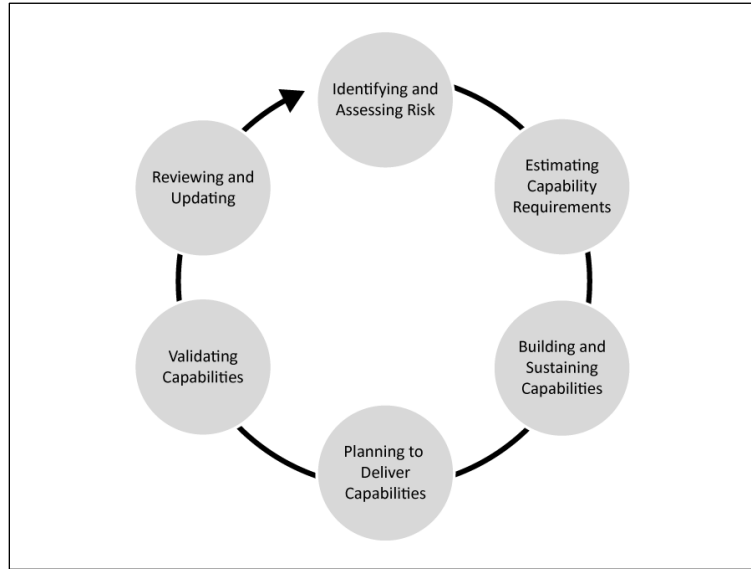 Identifying and
Assessing Risk
Estimating
Capability
Requirements
Building and
Sustaining
Capabilities
Planning to
Deliver
Capabilities
Validating
Capabilities
Reviewing and
Updating